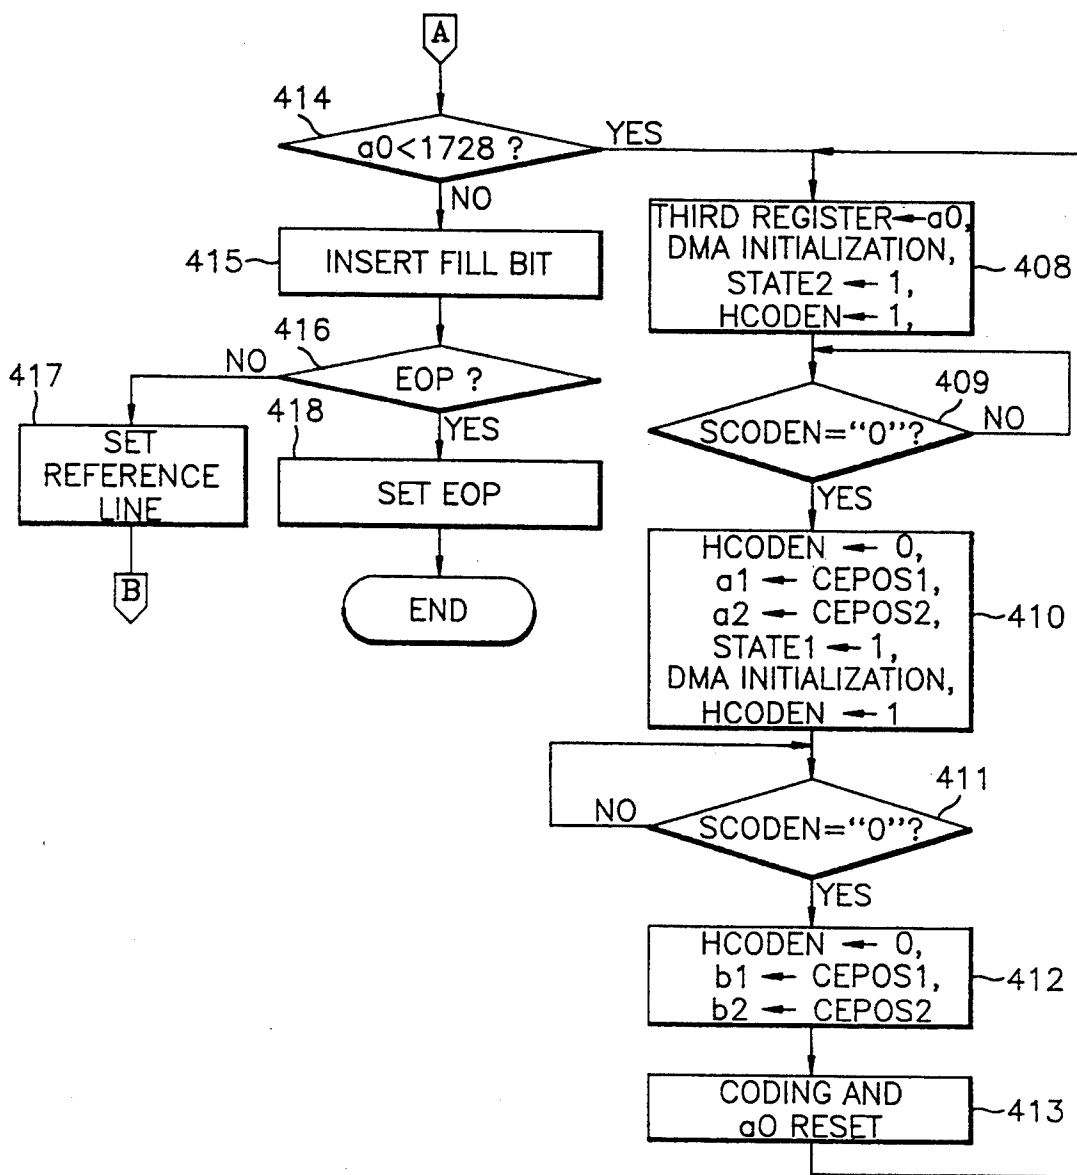 A
414
a0<1728 ?
YES
NO
415
INSERT FILL BIT
416
EOP ?
NO
YES
417
SET
REFERENCE
LINE
B
418
SET EOP
END
THIRD REGISTER←a0,
DMA INITIALIZATION,
STATE2 ← 1,
HCODEN← 1,
408
409
SCODEN="0"?
NO
YES
HCODEN ← 0,
a1 ← CEPOS1,
a2 ← CEPOS2,
STATE1 ← 1,
DMA INITIALIZATION,
HCODEN ← 1
410
411
SCODEN="0"?
NO
YES
HCODEN ← 0,
b1 ← CEPOS1,
b2 ← CEPOS2
412
CODING AND
a0 RESET
413